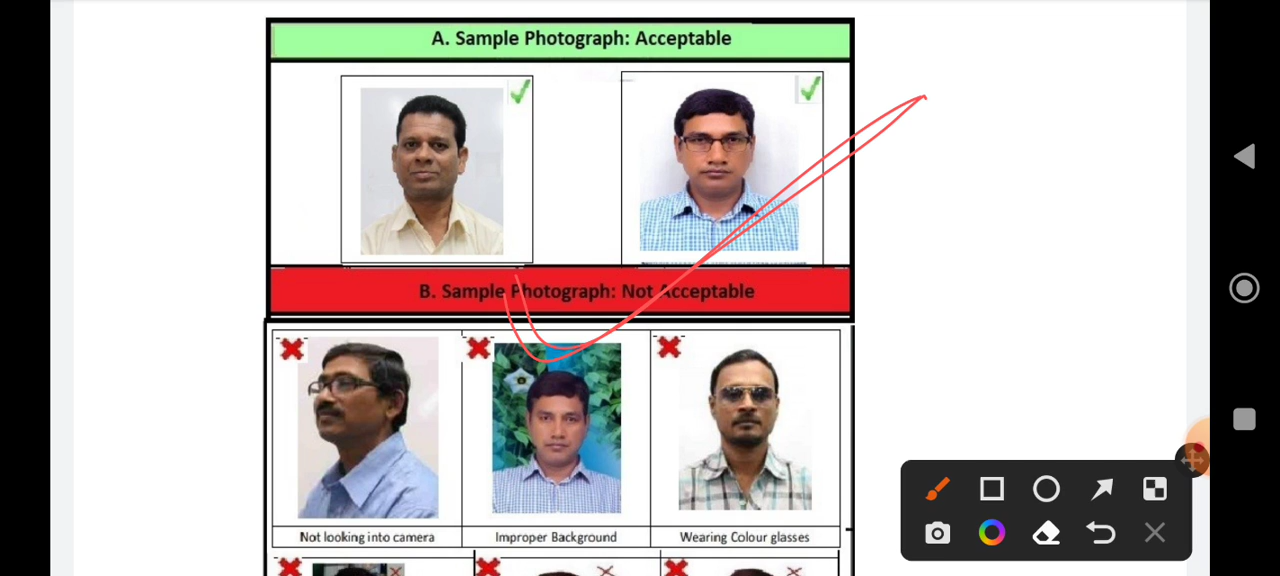 A. Sample Photograph: Acceptable
B. Sample Photograph: Not Acceptable
Not looking into camera
Improper Background
Wearing Colour glasses